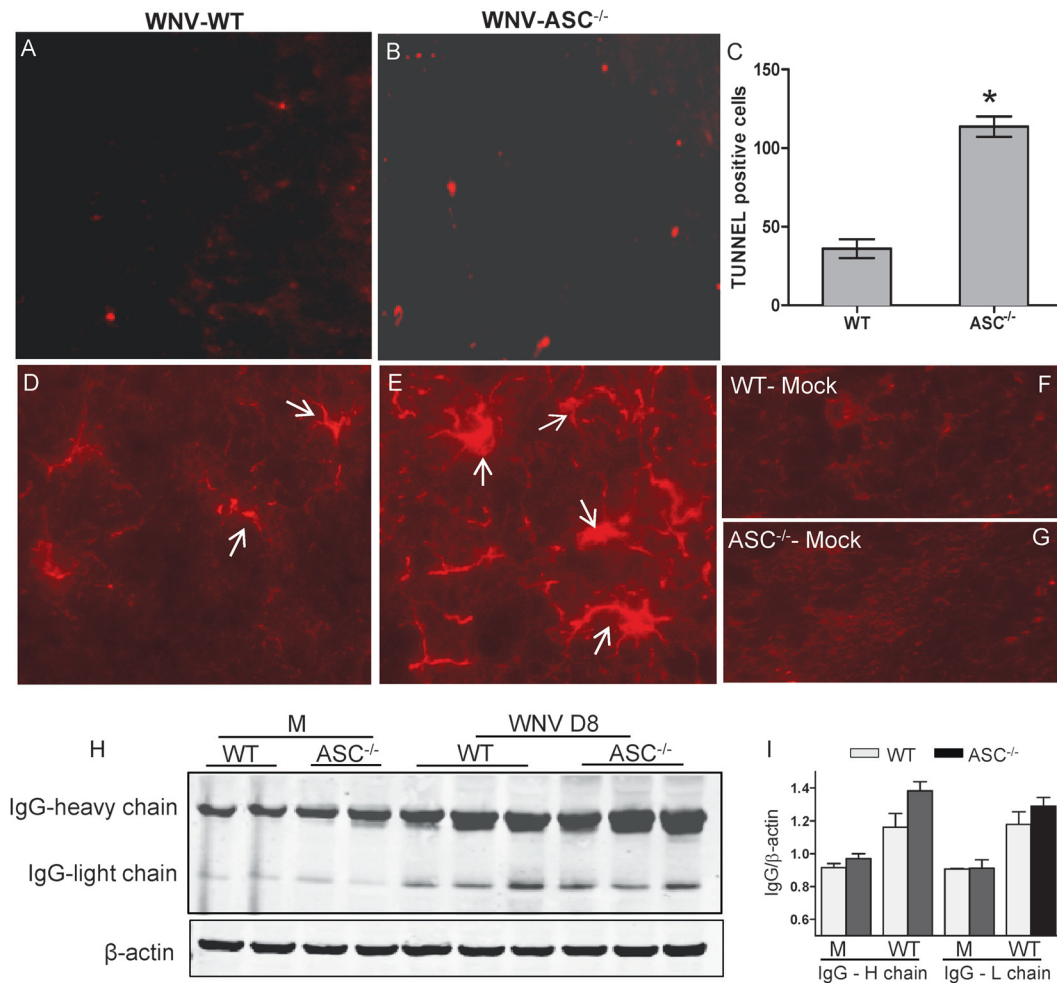 WNV-WT
WNV-ASC-/-
A
B
C
150
100
50
0
TUNNEL positive cells
*
WT
ASC-/-
D
E
WT- Mock
F
ASC-/-- Mock
G
H
M
WNV D8
WT
ASC-/-
WT
ASC-/-
IgG-heavy chain
IgG-light chain
β-actin
I
WT
ASC-/-
1.4
1.2
1.0
0.8
0.6
IgG/β-actin
M
WT
M
WT
IgG - H chain
IgG - L chain